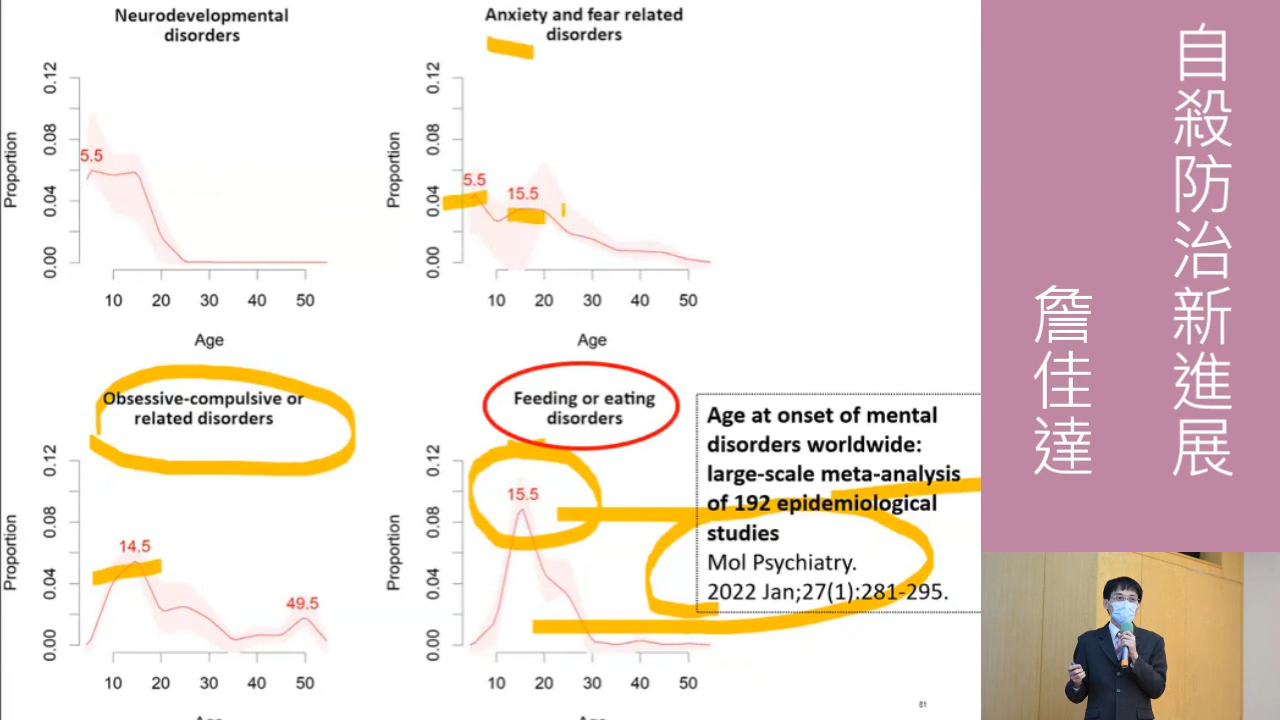 Neurodevelopmental
disorders
0.12
0.08
0.04
0.00
Proportion
5.5
10 20 30 40 50
Age
Anxiety and fear related
disorders
0.12
0.08
0.04
0.00
Proportion
5.5
15.5
10 20 30 40 50
Age
Obsessive-compulsive or
related disorders
0.12
0.08
0.04
0.00
Proportion
14.5
49.5
10 20 30 40 50
Age
Feeding or eating
disorders
0.12
0.08
0.04
0.00
Proportion
15.5
10 20 30 40 50
Age
Age at onset of mental
disorders worldwide:
large-scale meta-analysis
of 192 epidemiological
studies
Mol Psychiatry.
2022 Jan;27(1):281-295.
81
自殺防治新進展
詹佳達